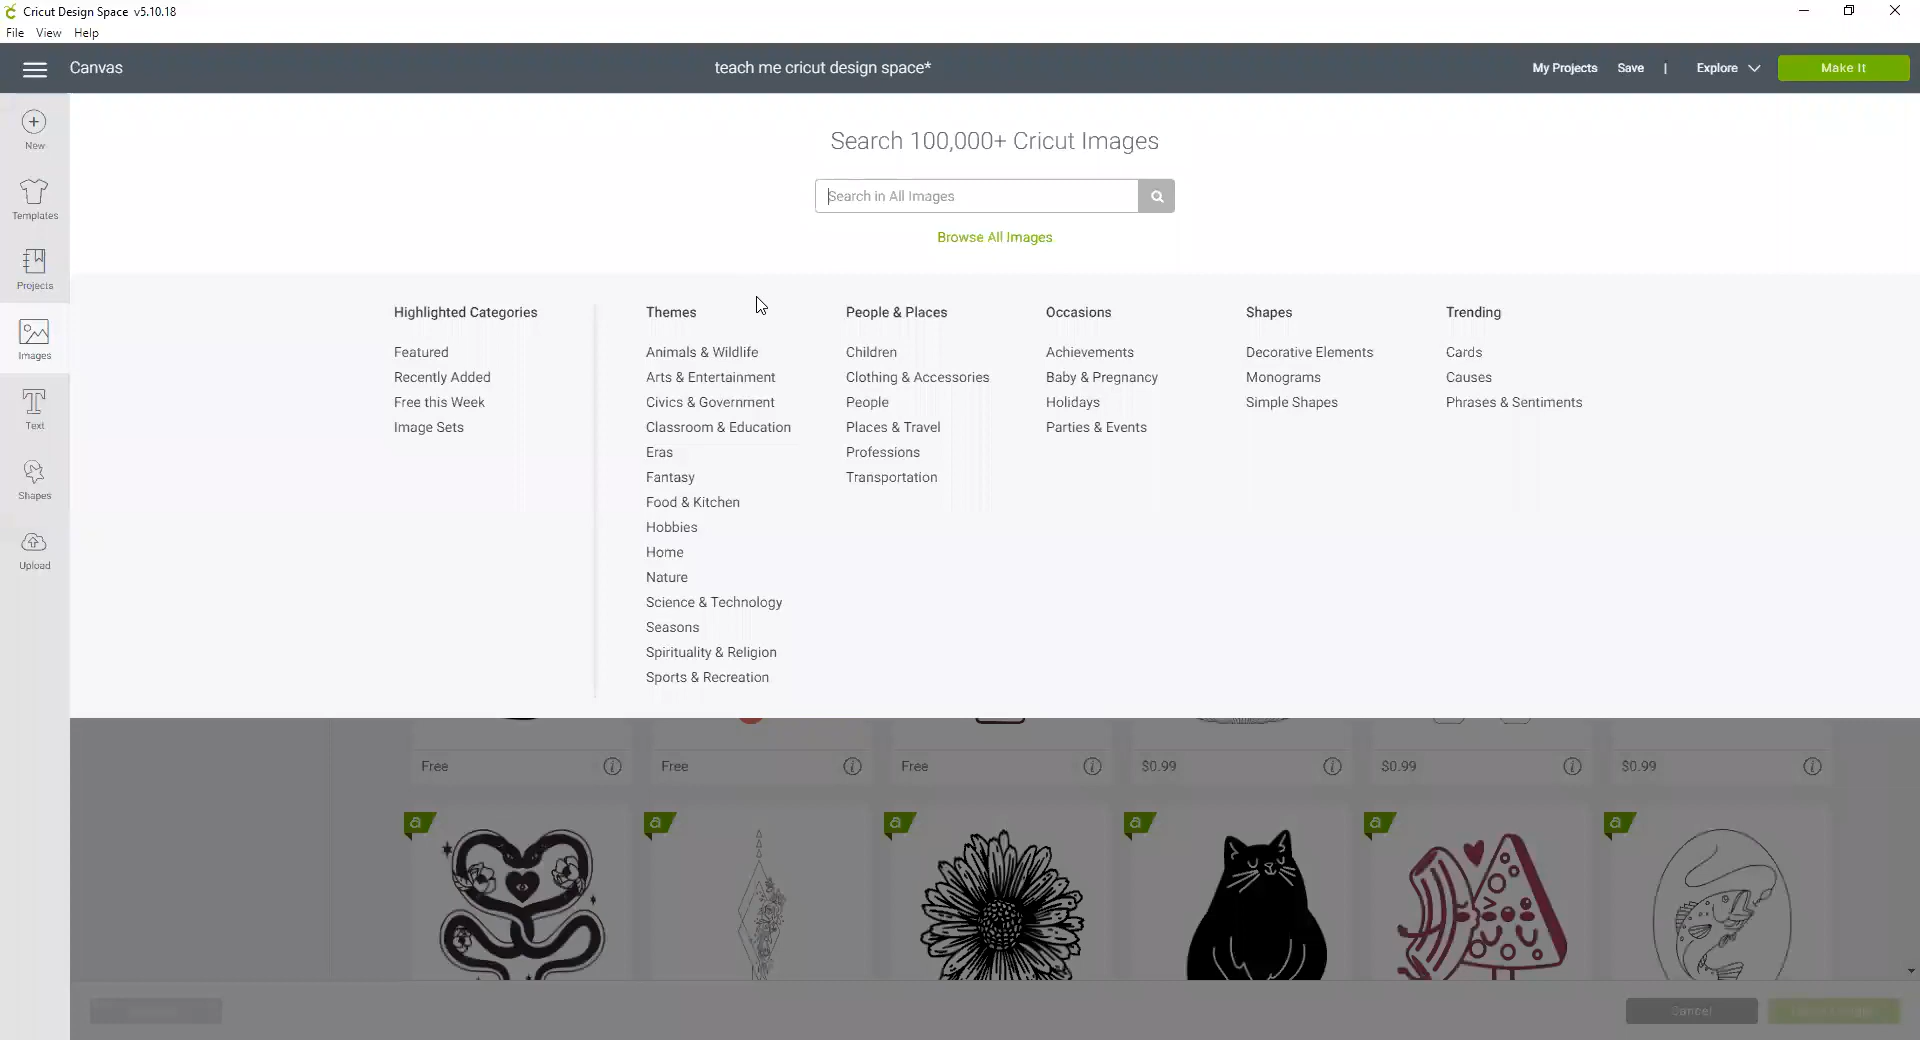 Cricut Design Space v5.10.18
File View Help
Canvas
teach me cricut design space*
My Projects Save | Explore Make It
New
Templates
Projects
Images
Text
Shapes
Upload
Search 100,000+ Cricut Images
Search in All Images
Browse All Images
Highlighted Categories
Featured
Recently Added
Free this Week
Image Sets
Themes
Animals & Wildlife
Arts & Entertainment
Civics & Government
Classroom & Education
Eras
Fantasy
Food & Kitchen
Hobbies
Home
Nature
Science & Technology
Seasons
Spirituality & Religion
Sports & Recreation
People & Places
Children
Clothing & Accessories
People
Places & Travel
Professions
Transportation
Occasions
Achievements
Baby & Pregnancy
Holidays
Parties & Events
Shapes
Decorative Elements
Monograms
Simple Shapes
Trending
Cards
Causes
Phrases & Sentiments
Free
Free
Free
$0.99
$0.99
$0.99
a
a
a
a
a
a
Cancel